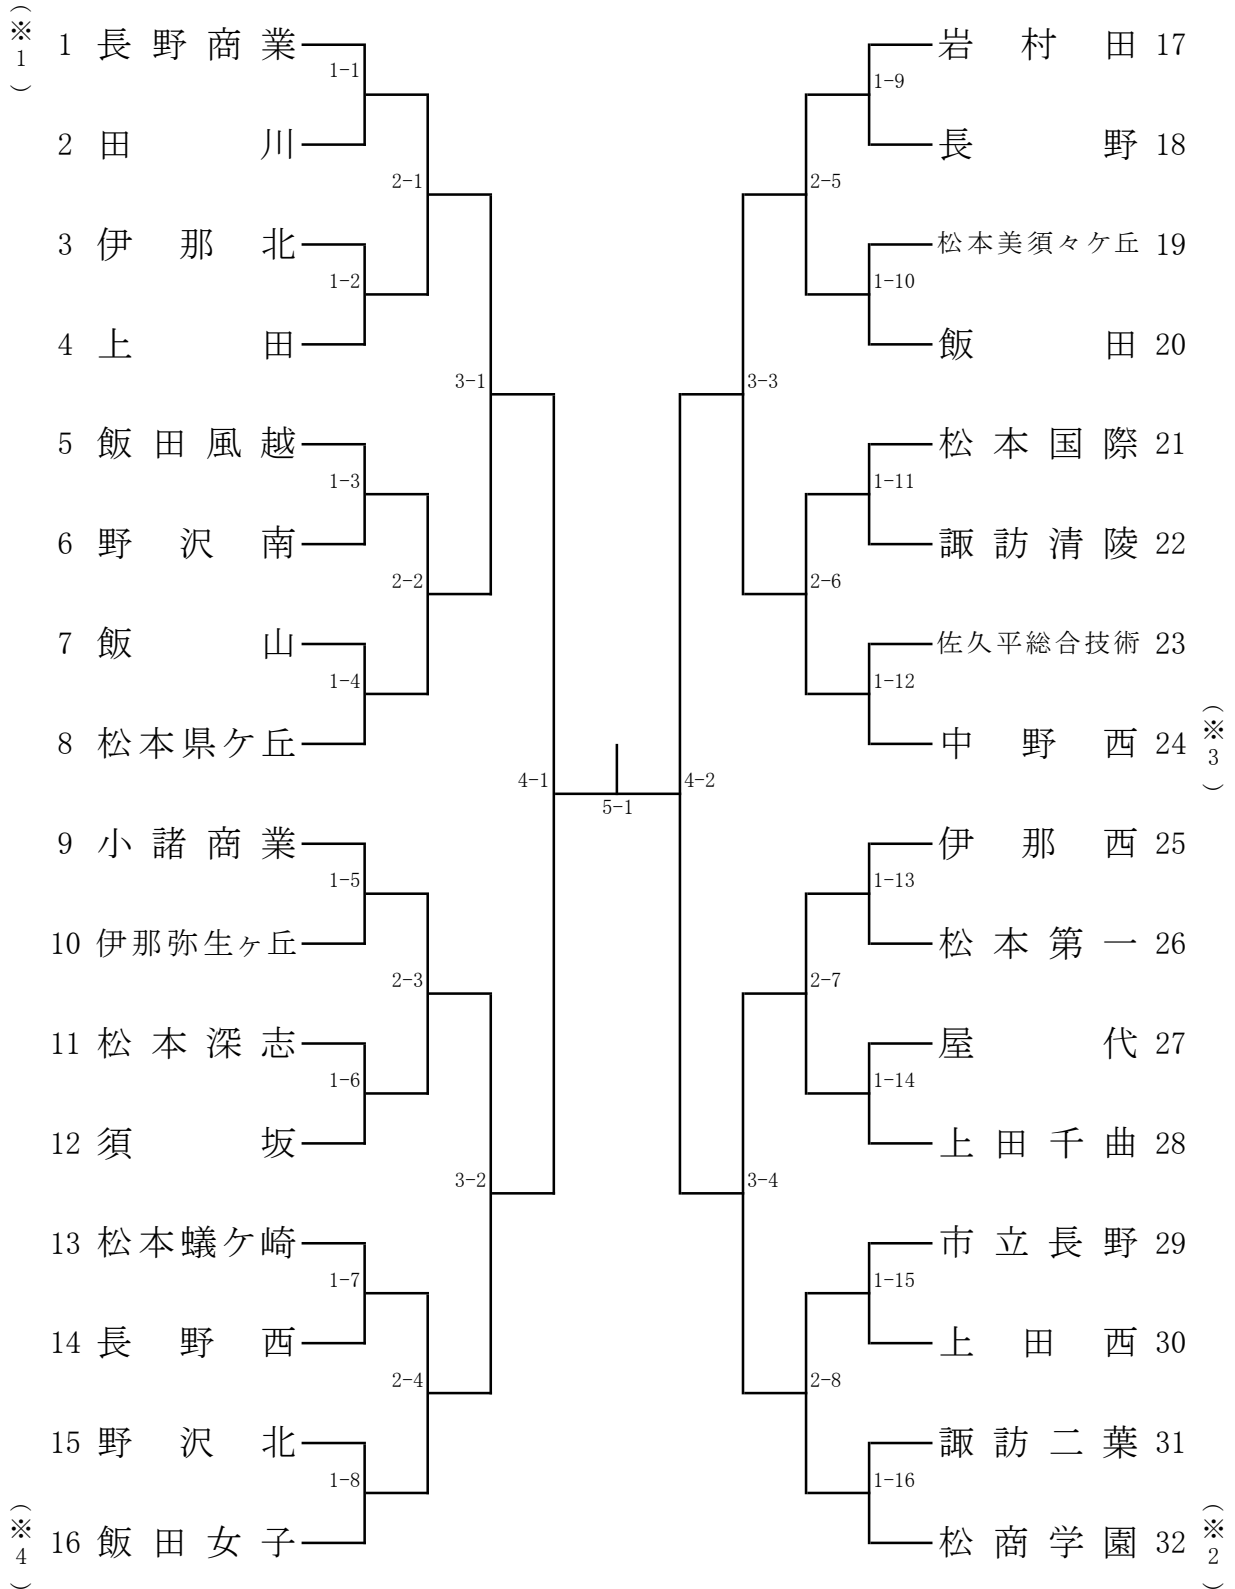 （※1） 1 長野商業
1-1
2 田川
2-1
3 伊那北
1-2
4 上田
3-1
5 飯田風越
1-3
6 野沢南
2-2
7 飯山
1-4
8 松本県ケ丘
4-1
9 小諸商業
1-5
10 伊那弥生ヶ丘
2-3
11 松本深志
1-6
12 須坂
3-2
13 松本蟻ケ崎
1-7
14 長野西
2-4
15 野沢北
1-8
（※4） 16 飯田女子
5-1
岩村田 17
1-9
長野 18
2-5
松本美須々ケ丘 19
1-10
飯田 20
3-3
松本国際 21
1-11
諏訪清陵 22
2-6
佐久平総合技術 23
1-12
中野西 24 （※3）
4-2
伊那西 25
1-13
松本第一 26
2-7
屋代 27
1-14
上田千曲 28
3-4
市立長野 29
1-15
上田西 30
2-8
諏訪二葉 31
1-16
松商学園 32 （※2）